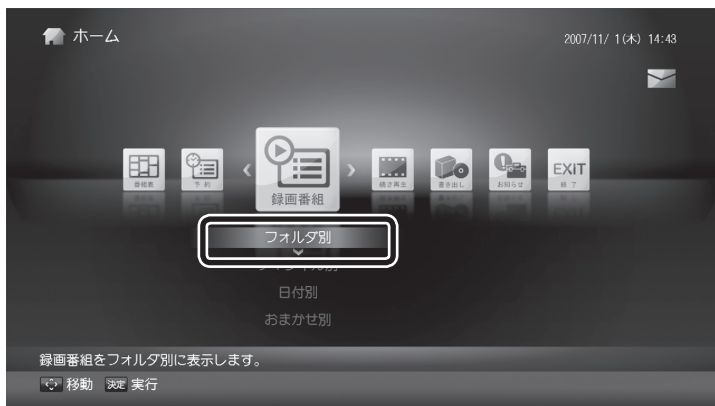 ホーム
2007/11/ 1(木) 14:43
番組表
予約
録画番組
続き再生
書き出し
お知らせ
EXIT
終了
フォルダ別
日付別
おまかせ別
録画番組をフォルダ別に表示します。
移動 決定 実行